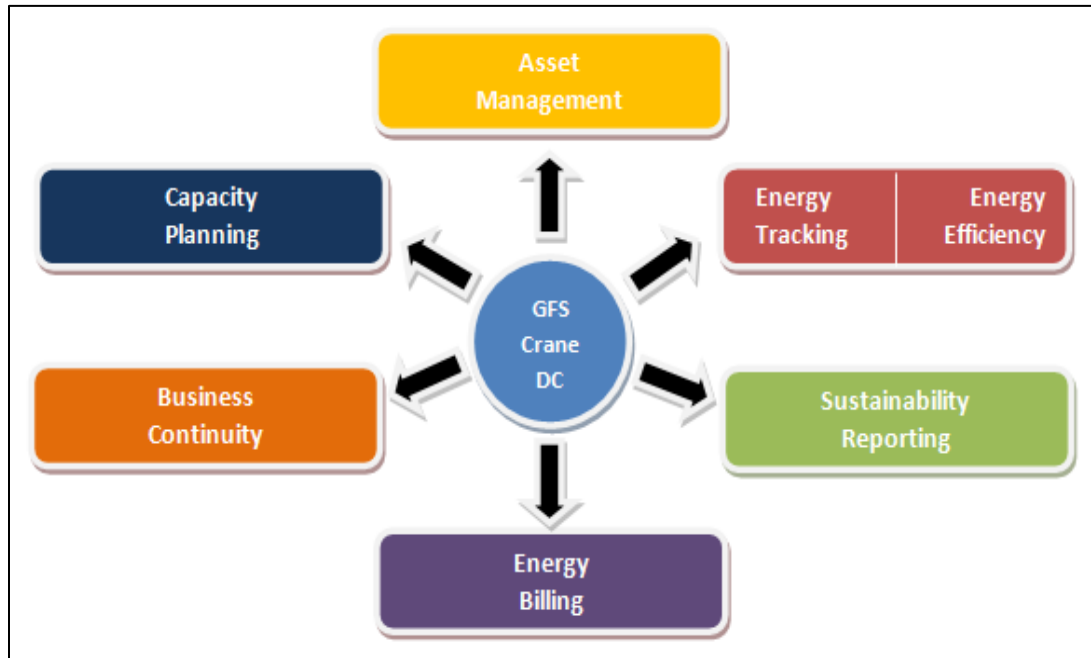 Asset
Management
Capacity
Planning
Energy
Tracking
Energy
Efficiency
GFS
Crane
DC
Business
Continuity
Sustainability
Reporting
Energy
Billing